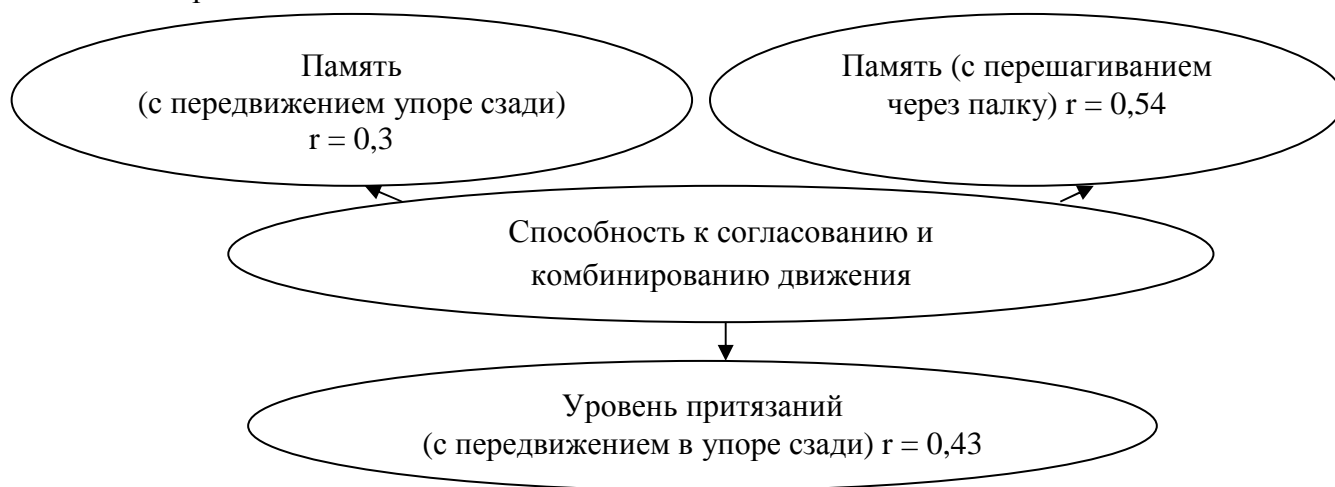 Память
(с передвижением упоре сзади)
r = 0,3
Память (с перешагиванием
через палку) r = 0,54
Способность к согласованию и
комбинированию движения
Уровень притязаний
(с передвижением в упоре сзади) r = 0,43